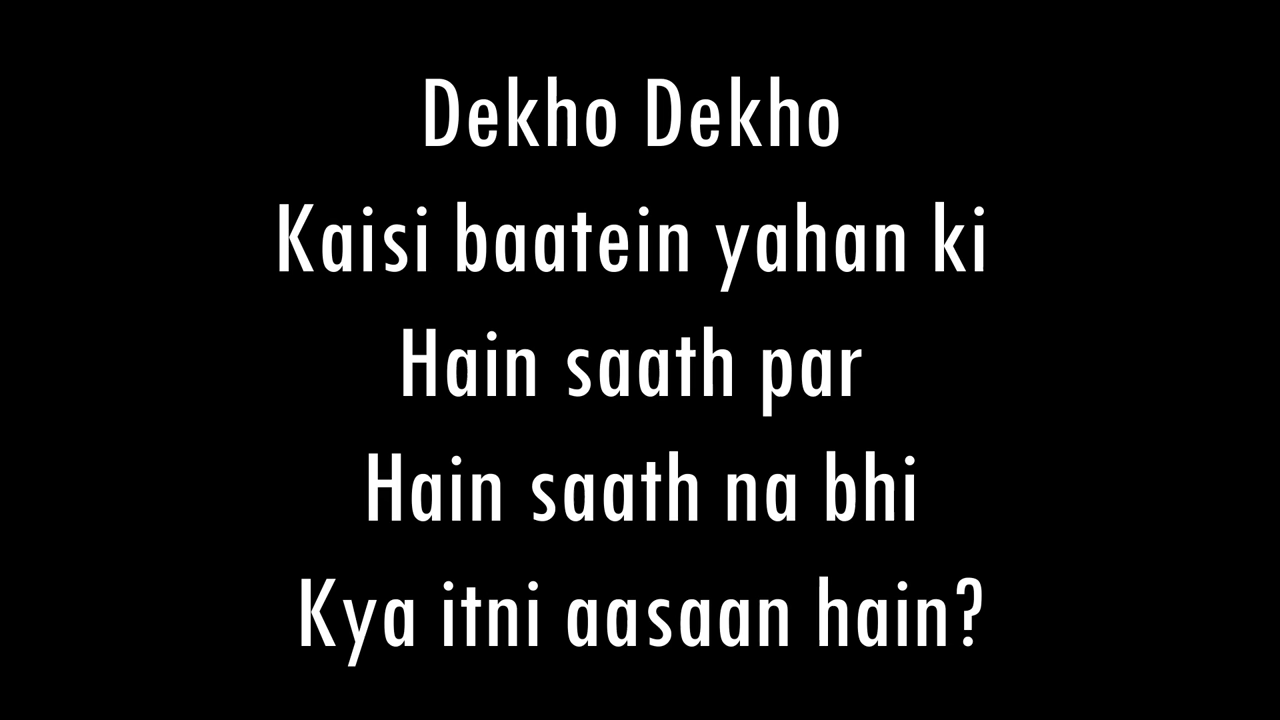 Dekho Dekho
Kaisi baatein yahan ki
Hain saath par
Hain saath na bhi
Kya itni aasaan hain?